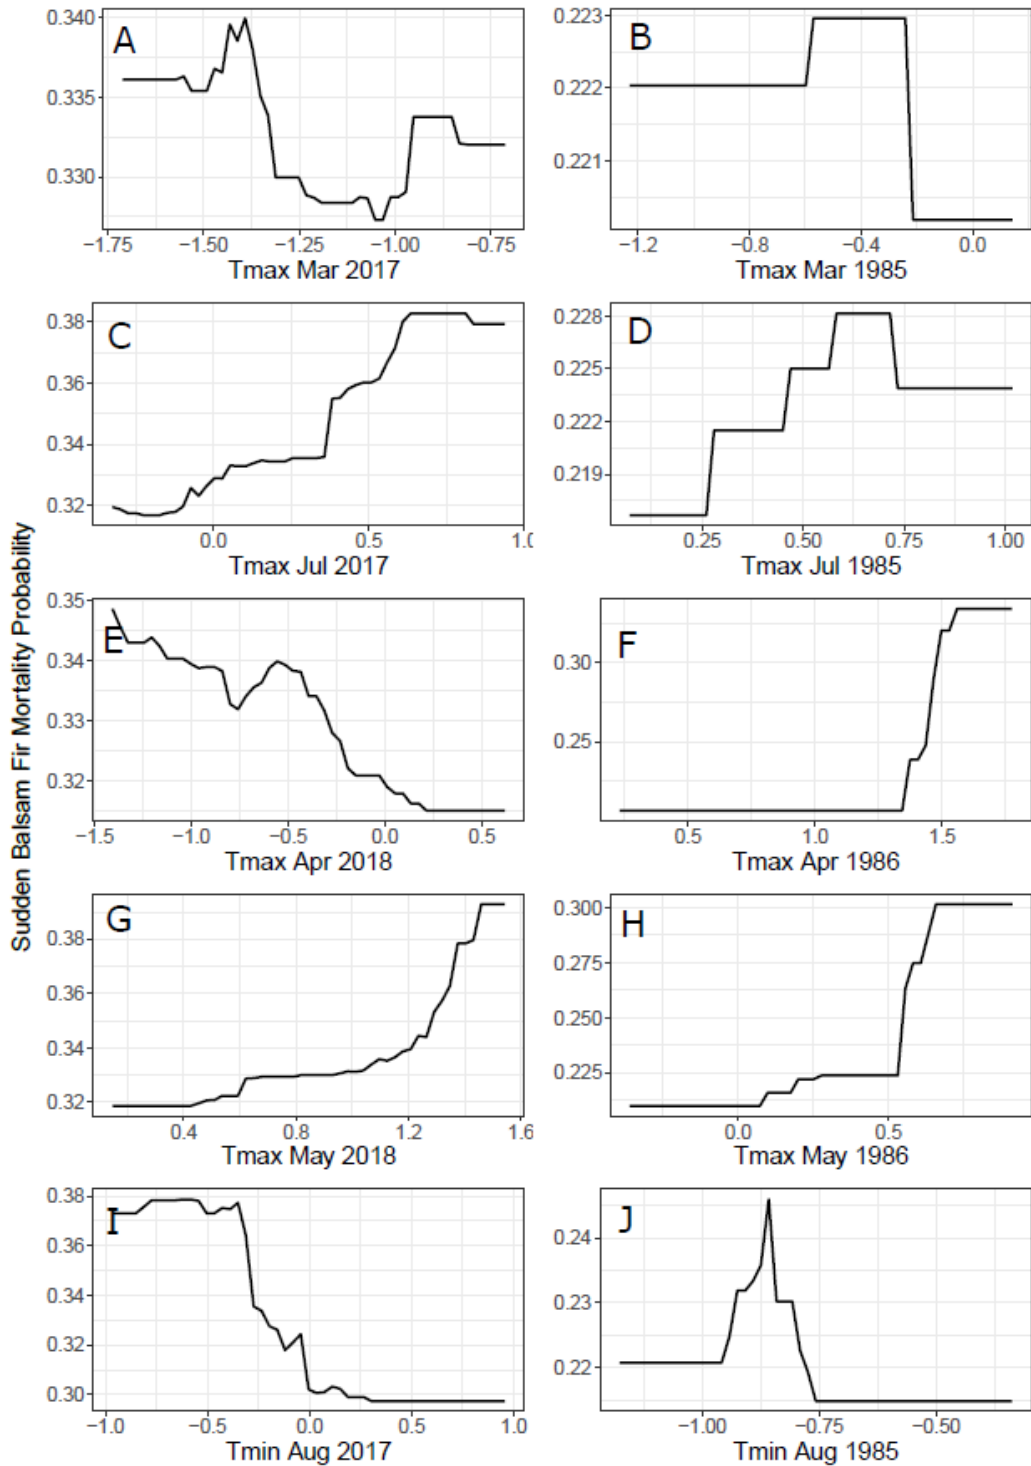 Sudden Balsam Fir Mortality Probability
A
0.340
0.335
0.330
−1.75 −1.50 −1.25 −1.00 −0.75
Tmax Mar 2017
B
0.223
0.222
0.221
−1.2 −0.8 −0.4 0.0
Tmax Mar 1985
C
0.38
0.36
0.34
0.32
0.0 0.5 1.0
Tmax Jul 2017
D
0.228
0.225
0.222
0.219
0.25 0.50 0.75 1.00
Tmax Jul 1985
E
0.35
0.34
0.33
0.32
−1.5 −1.0 −0.5 0.0 0.5
Tmax Apr 2018
F
0.30
0.25
0.5 1.0 1.5
Tmax Apr 1986
G
0.38
0.36
0.34
0.32
0.4 0.8 1.2 1.6
Tmax May 2018
H
0.300
0.275
0.250
0.225
0.0 0.5
Tmax May 1986
I
0.38
0.36
0.34
0.32
0.30
−1.0 −0.5 0.0 0.5 1.0
Tmin Aug 2017
J
0.24
0.23
0.22
−1.00 −0.75 −0.50
Tmin Aug 1985